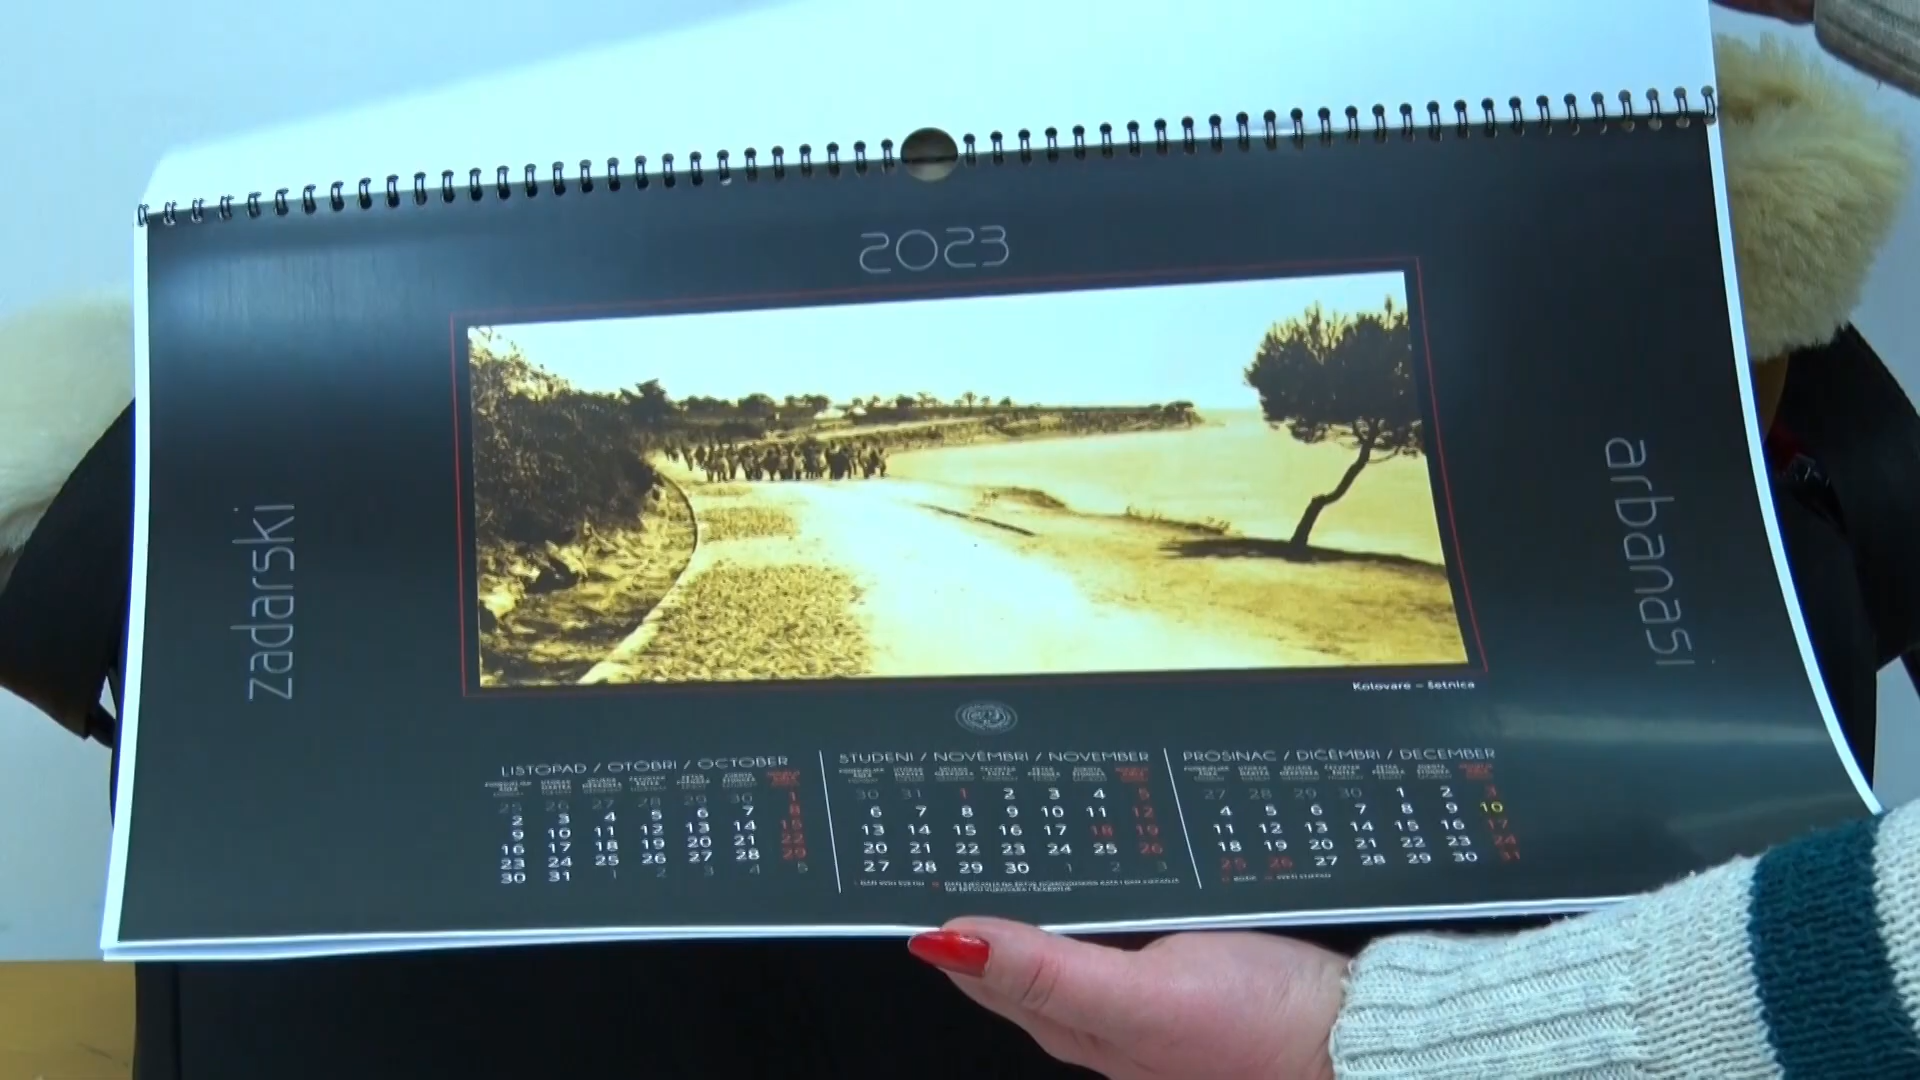 2023
zadarski
arbanasi
Kolovare – šetnica
LISTOPAD / OTOBRI / OCTOBER
25 26 27 28 29 30 1
2 3 4 5 6 7 8
9 10 11 12 13 14 15
16 17 18 19 20 21 22
23 24 25 26 27 28 29
30 31 1 2 3 4 5
STUDENI / NOVËMBRI / NOVEMBER
30 31 1 2 3 4 5
6 7 8 9 10 11 12
13 14 15 16 17 18 19
20 21 22 23 24 25 26
27 28 29 30 1 2 3
PROSINAC / DIČËMBRI / DECEMBER
27 28 29 30 1 2 3
4 5 6 7 8 9 10
11 12 13 14 15 16 17
18 19 20 21 22 23 24
25 26 27 28 29 30 31